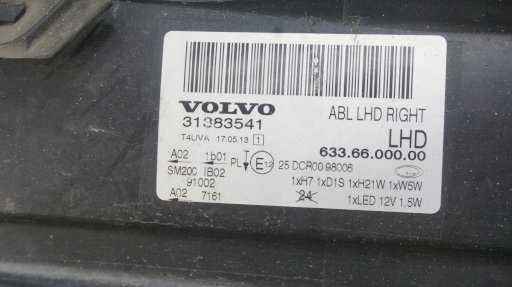 VOLVO
31383541
T4UVA 17.05.13 1
ABL LHD RIGHT
LHD
633.66.000.00
A02 1b01 PL E12 25 DCR00 98006
SM200 IB02
91002
A02 7161
1xH7 1xD1S 1xH21W 1xW5W
24 1xLED 12V 1,5W